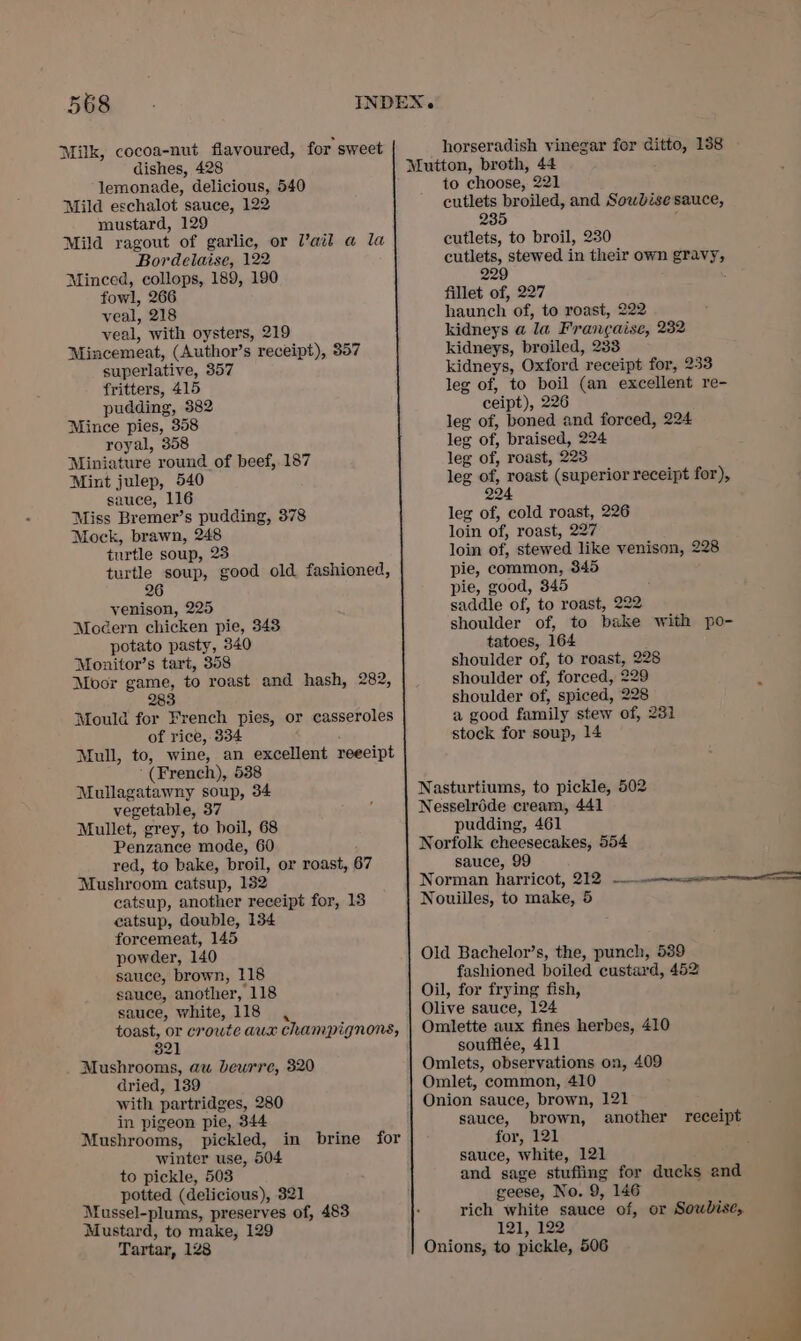 568 INDEX.
Milk, cocoa-nut flavoured, for sweet
dishes, 428
lemonade, delicious, 540
Mild eschalot sauce, 122
mustard, 129
Mild ragout of garlic, or l'ail a la
Bordelaise, 122
Minced, collops, 189, 190
fowl, 266
veal, 218
veal, with oysters, 219
Mincemeat, (Author's receipt), 357
superlative, 357
fritters, 415
pudding, 382
Mince pies, 358
royal, 358
Miniature round of beef, 187
Mint julep, 540
sauce, 116
Miss Bremer's pudding, 378
Mock, brawn, 248
turtle soup, 23
turtle soup, good old fashioned,
26
venison, 225
Modern chicken pie, 343
potato pasty, 340
Monitor's tart, 358
Moor game, to roast and hash, 282,
283
Mould for French pies, or casseroles
of rice, 334
Mull, to, wine, an excellent receipt
(French), 538
Mullagatawny soup, 34
vegetable, 37
Mullet, grey, to boil, 68
Penzance mode, 60
red, to bake, broil, or roast, 67
Mushroom catsup, 132
catsup, another receipt for, 13
catsup, double, 134
forcemeat, 145
powder, 140
sauce, brown, 118
sauce, another, 118
sauce, white, 118
toast, or croute aux champignons,
321
Mushrooms, au beurre, 320
dried, 139
with partridges, 280
in pigeon pie, 344
Mushrooms, pickled, in brine for
winter use, 504
to pickle, 503
potted (delicious), 321
Mussel-plums, preserves of, 483
Mustard, to make, 129
Tartar, 128
horseradish vinegar for ditto, 138
Mutton, broth, 44
to choose, 221
cutlets broiled, and Soubise sauce,
235
cutlets, to broil, 230
cutlets, stewed in their own gravy,
229
fillet of, 227
haunch of, to roast, 222
kidneys a la Française, 232
kidneys, broiled, 233
kidneys, Oxford receipt for, 233
leg of, to boil (an excellent re-
ceipt), 226
leg of, boned and forced, 224
leg of, braised, 224
leg of, roast, 223
leg of, roast (superior receipt for),
224
leg of, cold roast, 226
loin of, roast, 227
loin of, stewed like venison, 228
pie, common, 345
pie, good, 345
saddle of, to roast, 222
shoulder of, to bake with po-
tatoes, 164
shoulder of, to roast, 228
shoulder of, forced, 229
shoulder of, spiced, 228
a good family stew of, 231
stock for soup, 14
Nasturtiums, to pickle, 502
Nesselróde cream, 441
pudding, 461
Norfolk cheesecakes, 554
sauce, 99
Norman harricot, 212
Nouilles, to make, 5
Old Bachelor's, the, punch, 539
fashioned boiled custard, 452
Oil, for frying fish,
Olive sauce, 124
Omlette aux fines herbes, 410
soufflée, 411
Omlets, observations on, 409
Omlet, common, 410
Onion sauce, brown, 121
sauce, brown, another receipt
for, 121
sauce, white, 121
and sage stuffing for ducks and
geese, No. 9, 146
rich white sauce of, or Soubise,
121, 122
Onions, to pickle, 506